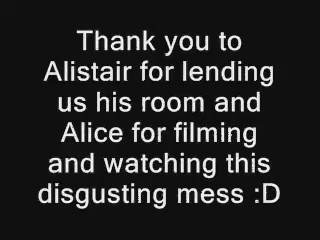 Thank you to
Alistair for lending
us his room and
Alice for filming
and watching this
disgusting mess :D